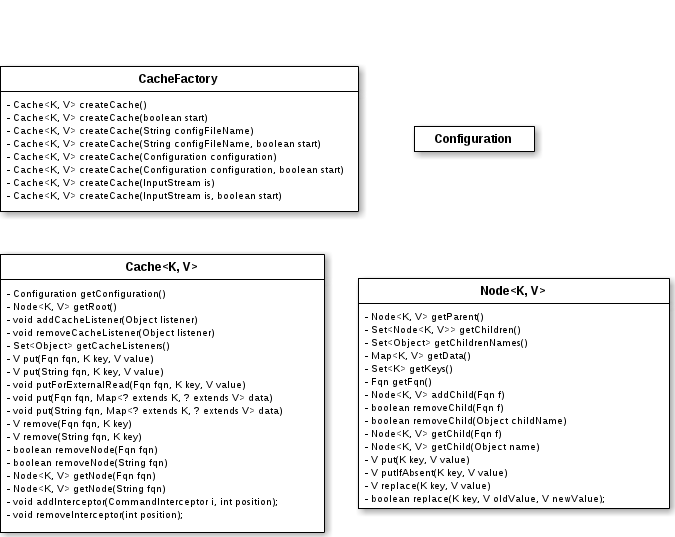 CacheFactory
- Cache<K, V> createCache()
- Cache<K, V> createCache(boolean start)
- Cache<K, V> createCache(String configFileName)
- Cache<K, V> createCache(String configFileName, boolean start)
- Cache<K, V> createCache(Configuration configuration)
- Cache<K, V> createCache(Configuration configuration, boolean start)
- Cache<K, V> createCache(InputStream is)
- Cache<K, V> createCache(InputStream is, boolean start)
Configuration
Cache<K, V>
- Configuration getConfiguration()
- Node<K, V> getRoot()
- void addCacheListener(Object listener)
- void removeCacheListener(Object listener)
- Set<Object> getCacheListeners()
- V put(Fqn fqn, K key, V value)
- V put(String fqn, K key, V value)
- void putForExternalRead(Fqn fqn, K key, V value)
- void put(Fqn fqn, Map<? extends K, ? extends V> data)
- void put(String fqn, Map<? extends K, ? extends V> data)
- V remove(Fqn fqn, K key)
- V remove(String fqn, K key)
- boolean removeNode(Fqn fqn)
- boolean removeNode(String fqn)
- Node<K, V> getNode(Fqn fqn)
- Node<K, V> getNode(String fqn)
- void addInterceptor(CommandInterceptor i, int position);
- void removeInterceptor(int position);
Node<K, V>
- Node<K, V> getParent()
- Set<Node<K, V>> getChildren()
- Set<Object> getChildrenNames()
- Map<K, V> getData()
- Set<K> getKeys()
- Fqn getFqn()
- Node<K, V> addChild(Fqn f)
- boolean removeChild(Fqn f)
- boolean removeChild(Object childName)
- Node<K, V> getChild(Fqn f)
- Node<K, V> getChild(Object name)
- V put(K key, V value)
- V putIfAbsent(K key, V value)
- V replace(K key, V value)
- boolean replace(K key, V oldValue, V newValue);